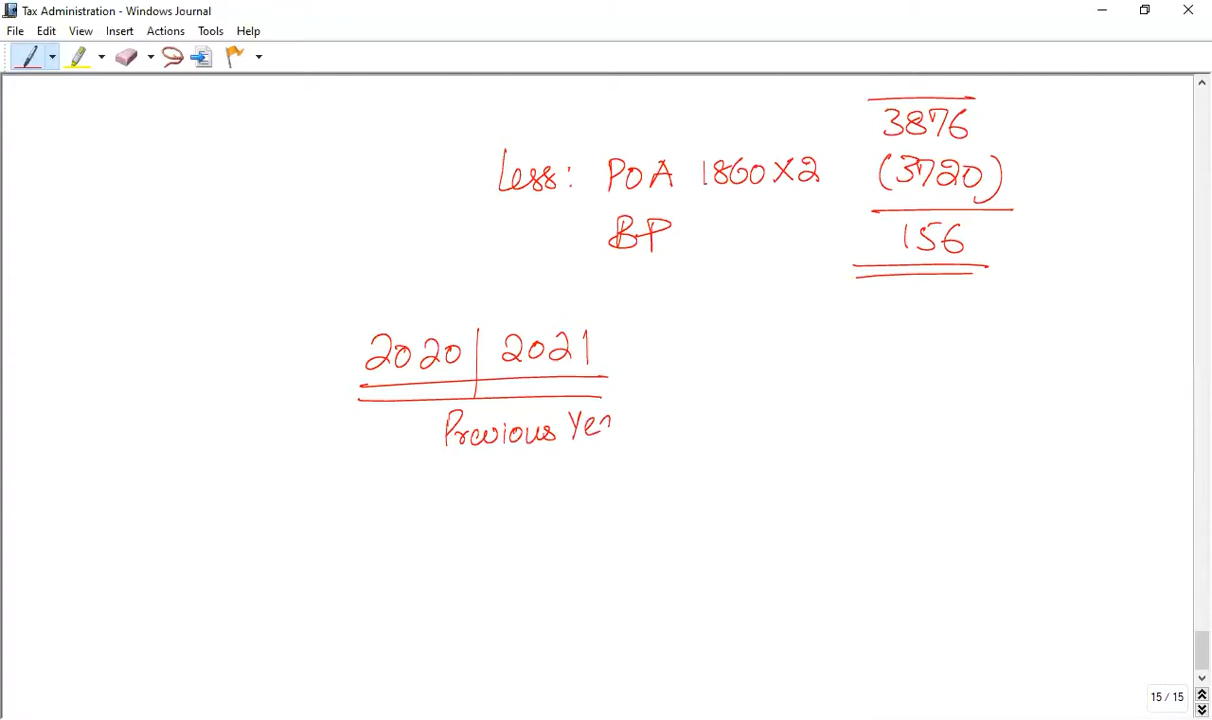 Tax Administration - Windows Journal
File Edit View Insert Actions Tools Help
3876
Less: POA 1860X2 (3720)
BP 156
2020 2021
Previous Yea
15 / 15